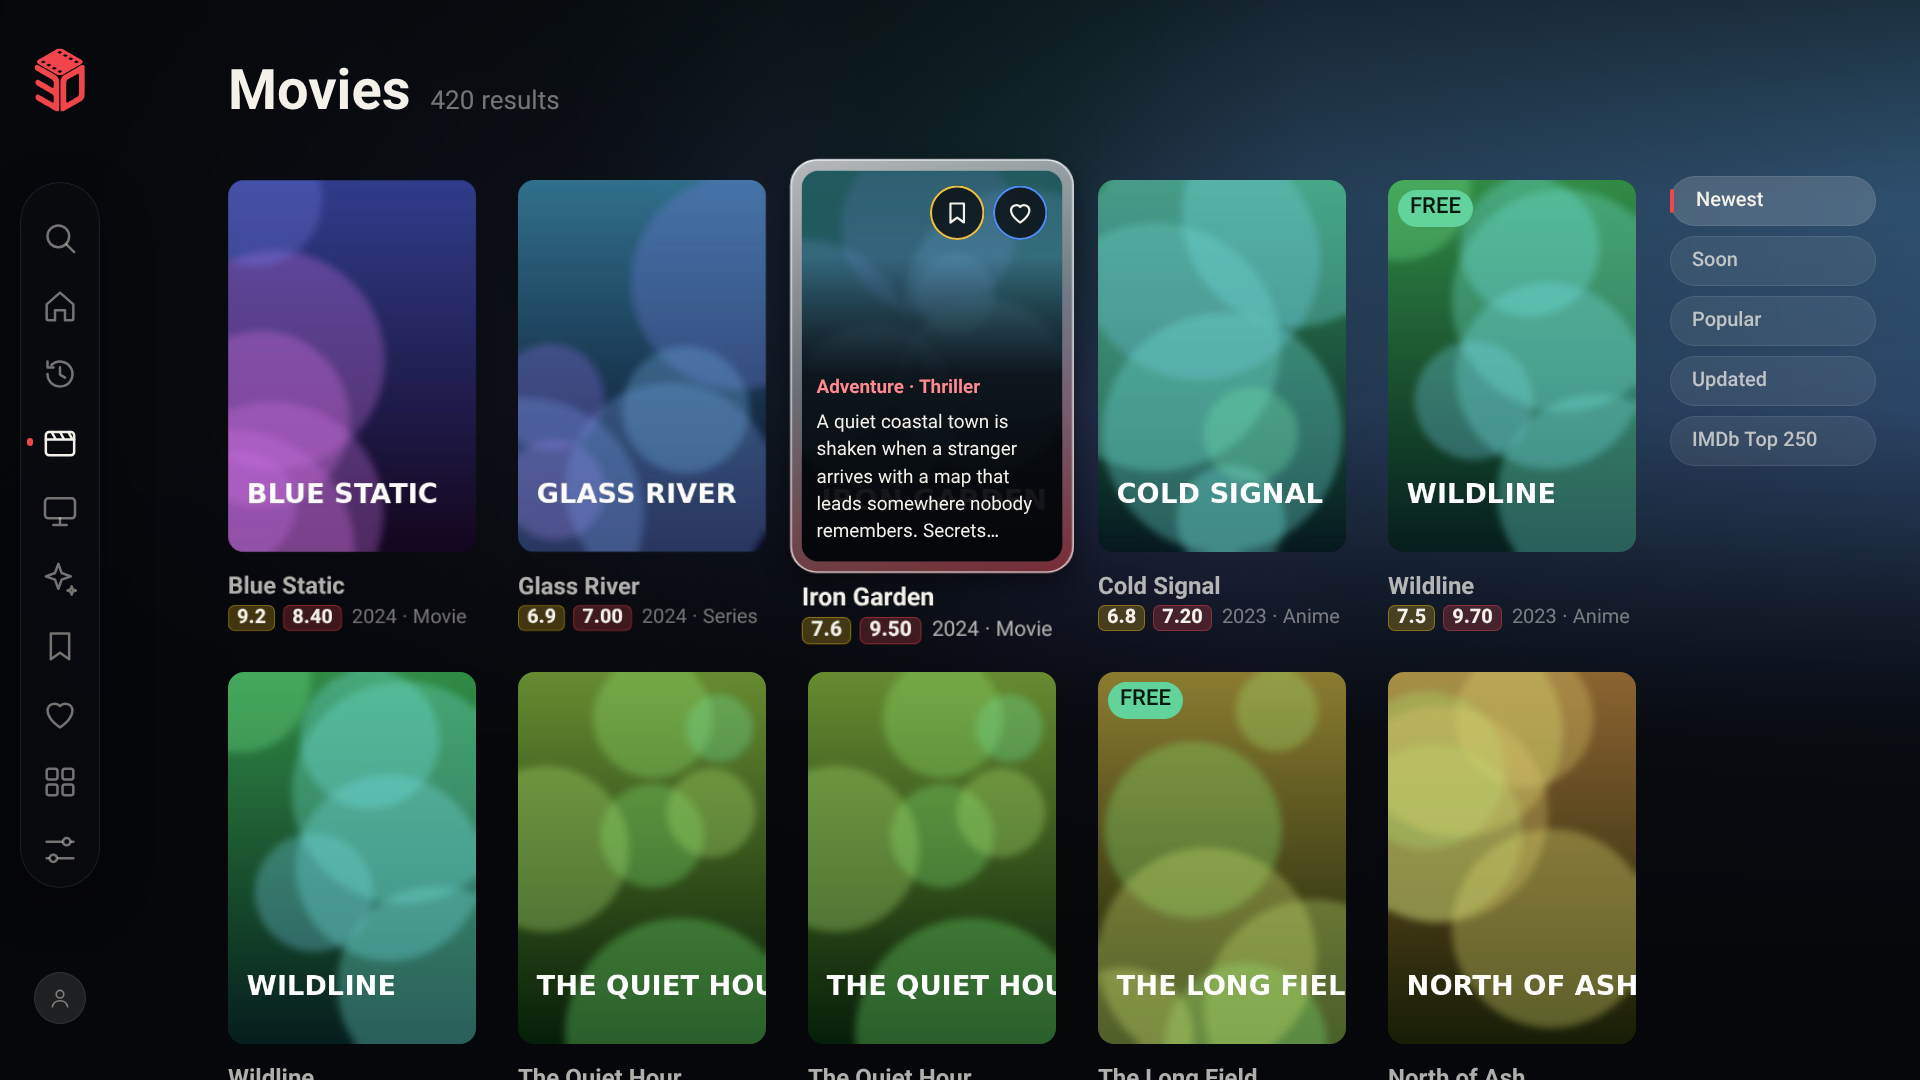 Movies 420 results
Newest
Soon
Popular
Updated
IMDb Top 250
BLUE STATIC
Blue Static
9.2 8.40 2024 · Movie
GLASS RIVER
Glass River
6.9 7.00 2024 · Series
Adventure · Thriller
A quiet coastal town is
shaken when a stranger
arrives with a map that
leads somewhere nobody
remembers. Secrets…
IRON GARDEN
Iron Garden
7.6 9.50 2024 · Movie
COLD SIGNAL
Cold Signal
6.8 7.20 2023 · Anime
FREE
WILDLINE
Wildline
7.5 9.70 2023 · Anime
WILDLINE
Wildline
THE QUIET HOU
The Quiet Hour
THE QUIET HOU
The Quiet Hour
FREE
THE LONG FIEL
The Long Field
NORTH OF ASH
North of Ash